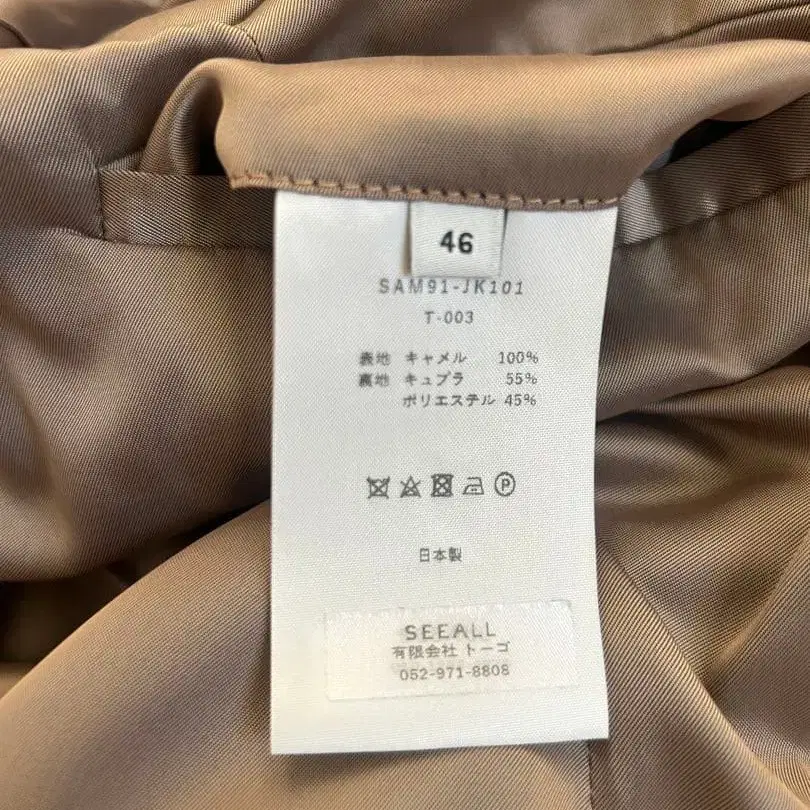 46
SAM91-JK101
T-003
表地 キャメル 100%
裏地 キュプラ 55%
ポリエステル 45%
P
日本製
SEEALL
有限会社 トーゴ
052-971-8808